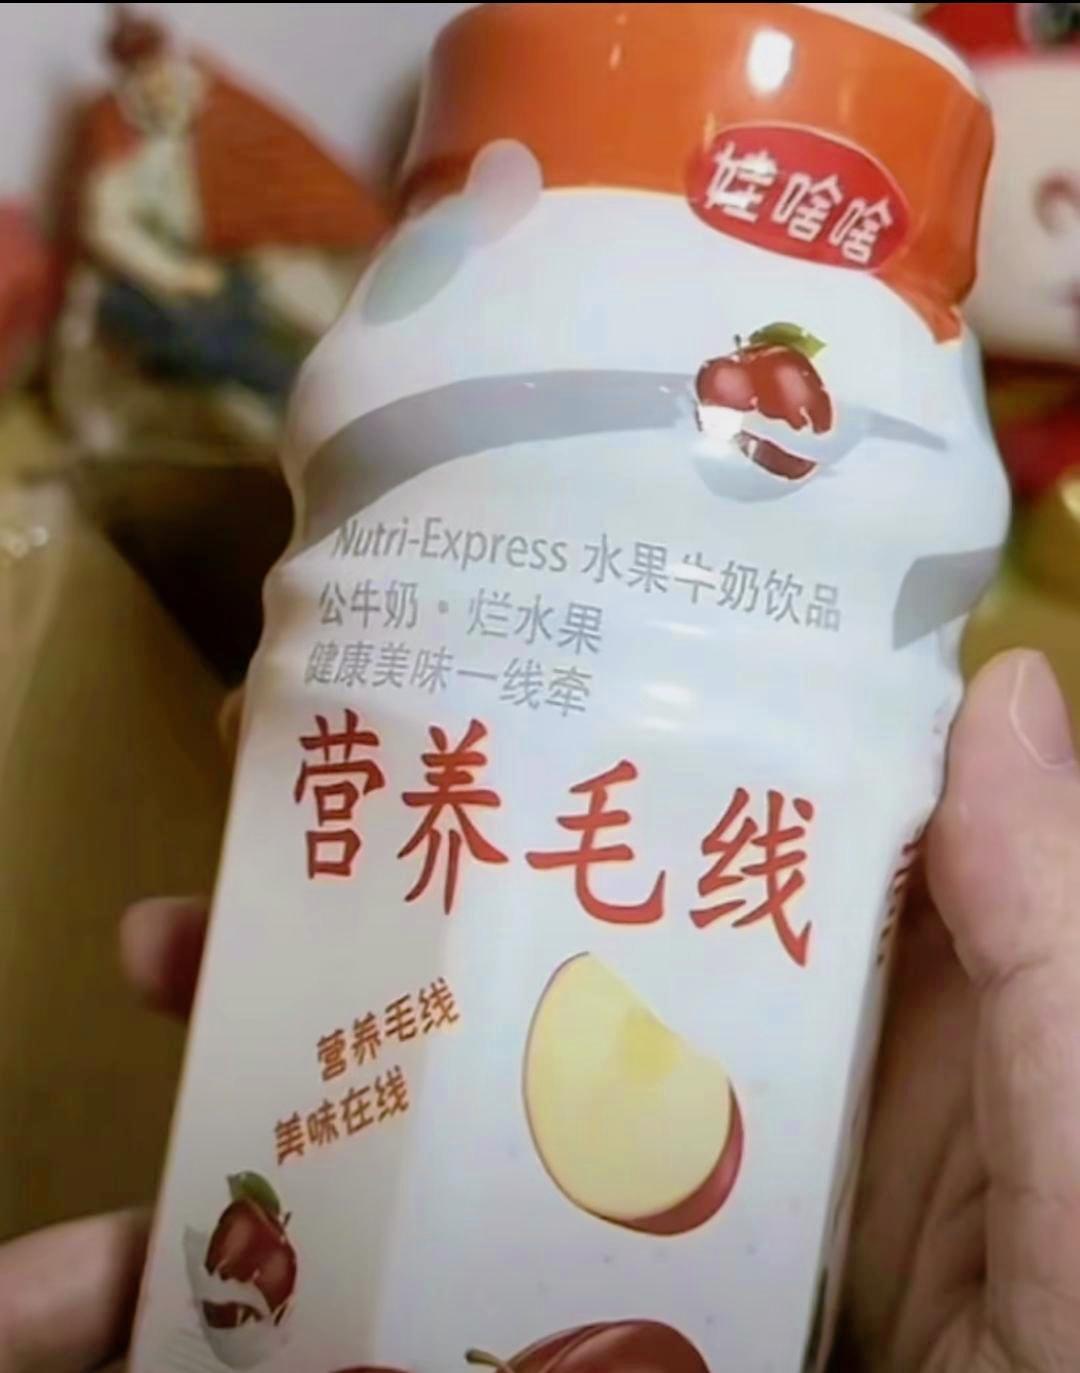 娃啥啥
Nutri-Express 水果牛奶饮品
公牛奶·烂水果
健康美味一线牵
营养毛线
营养毛线
美味在线